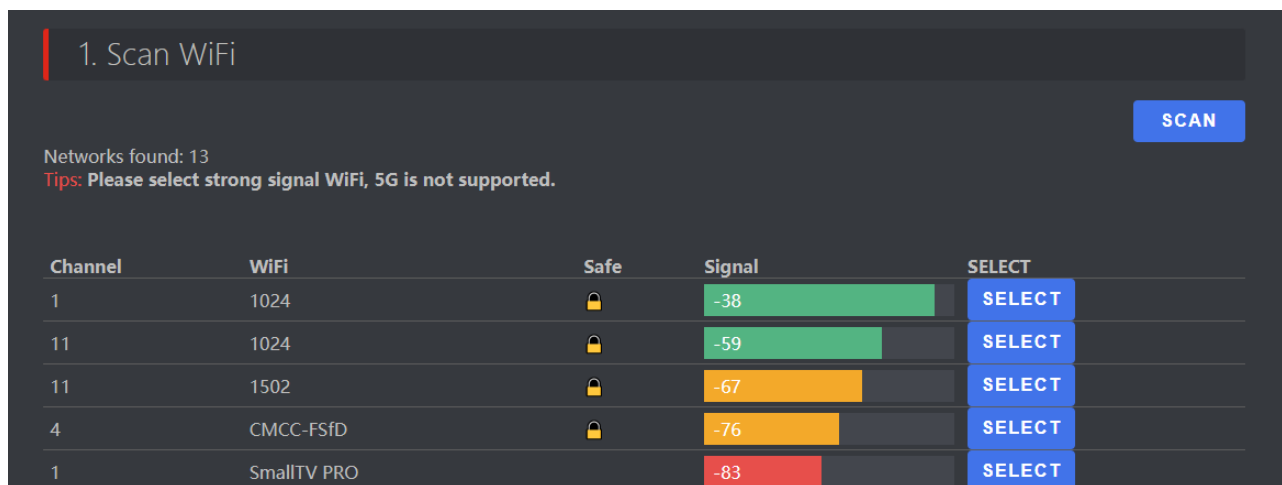 1. Scan WiFi
SCAN
Networks found: 13
Tips: Please select strong signal WiFi, 5G is not supported.
Channel WiFi Safe Signal SELECT
1 1024 -38 SELECT
11 1024 -59 SELECT
11 1502 -67 SELECT
4 CMCC-FSfD -76 SELECT
1 SmallTV PRO -83 SELECT